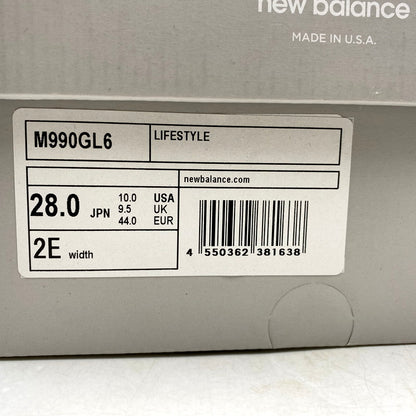 new balance
MADE IN U.S.A.
M990GL6
LIFESTYLE
newbalance.com
28.0 JPN
10.0 USA
9.5 UK
44.0 EUR
2E width
4 550362 381638